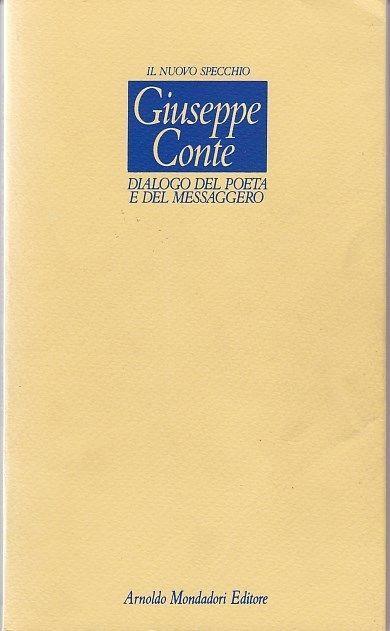 IL NUOVO SPECCHIO
Giuseppe
Conte
DIALOGO DEL POETA
E DEL MESSAGGERO
Arnoldo Mondadori Editore